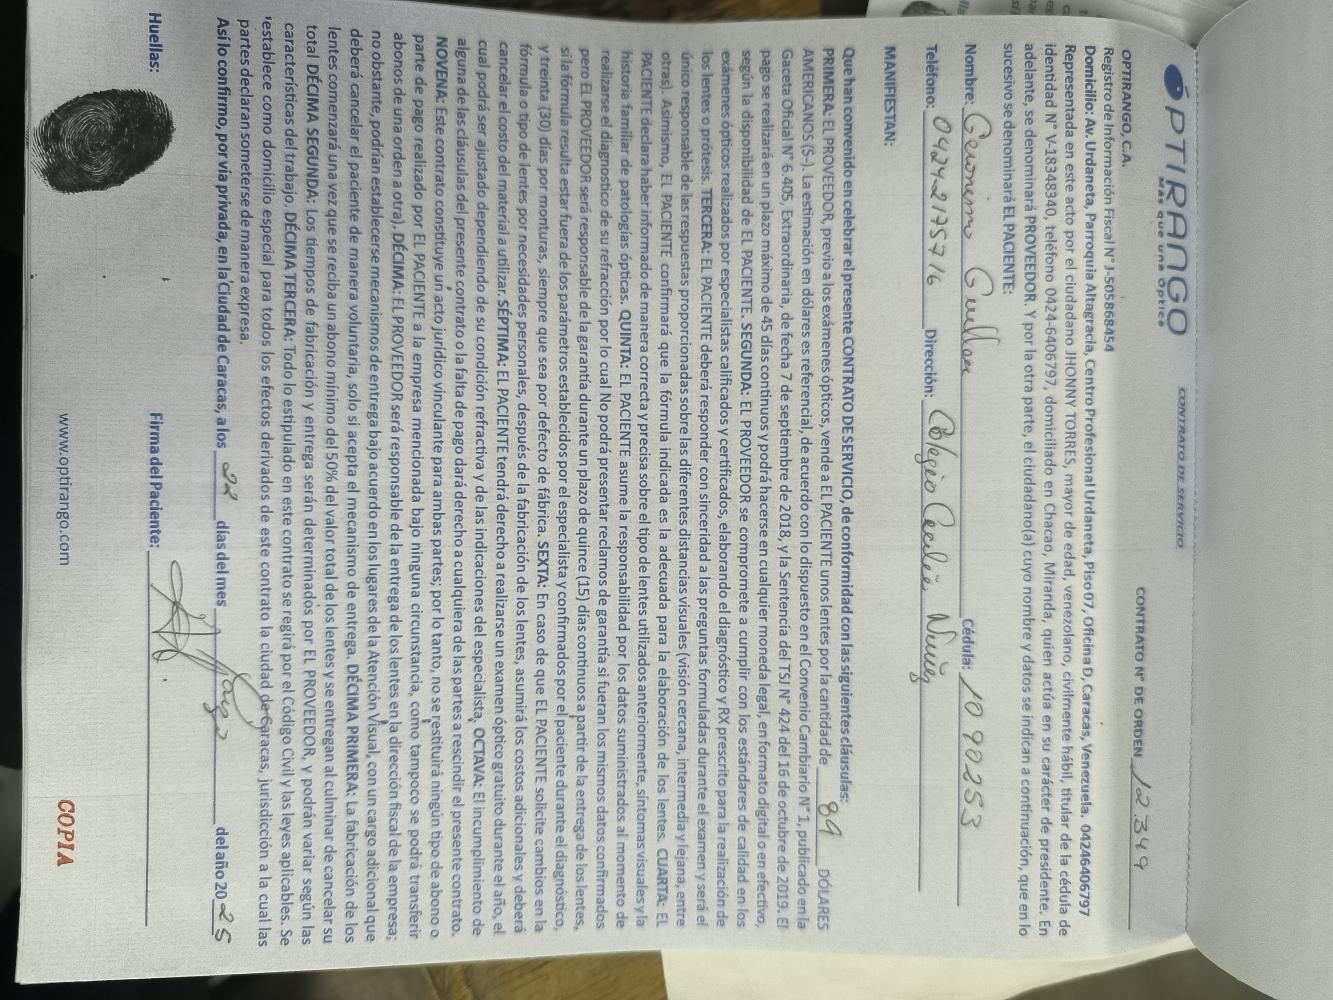 OPTIRANGO
Más que una Óptica
CONTRATO DE SERVICIO
CONTRATO N° DE ORDEN 12.349
OPTIRANGO, C.A.
Registro de Información Fiscal N° J-505868454
Domicilio: Av. Urdaneta, Parroquia Altagracia, Centro Profesional Urdaneta, Piso 07, Oficina D, Caracas, Venezuela. 04246406797
Representada en este acto por el ciudadano JHONNY TORRES, mayor de edad, venezolano, civilmente hábil, titular de la cédula de
identidad N° V-18348340, teléfono 0424-6406797, domiciliado en Chacao, Miranda, quien actúa en su carácter de presidente. En
adelante, se denominará PROVEEDOR. Y por la otra parte, el ciudadano(a) cuyo nombre y datos se indican a continuación, que en lo
sucesivo se denominará EL PACIENTE:
Nombre: Geronimo Guillen Cédula: 10 90253
Teléfono: 04242175716 Dirección: Colegio Cecilio Nuñez
MANIFIESTAN:
Que han convenido en celebrar el presente CONTRATO DE SERVICIO, de conformidad con las siguientes cláusulas:
PRIMERA: EL PROVEEDOR, previo a los exámenes ópticos, vende a EL PACIENTE unos lentes por la cantidad de 89 DÓLARES
AMERICANOS ($-). La estimación en dólares es referencial, de acuerdo con lo dispuesto en el Convenio Cambiario N° 1, publicado en la
Gaceta Oficial N° 6.405, Extraordinaria, de fecha 7 de septiembre de 2018, y la Sentencia del TSJ N° 424 del 16 de octubre de 2019. El
pago se realizará en un plazo máximo de 45 días continuos y podrá hacerse en cualquier moneda legal, en formato digital o en efectivo,
según la disponibilidad de EL PACIENTE. SEGUNDA: EL PROVEEDOR se compromete a cumplir con los estándares de calidad en los
exámenes ópticos realizados por especialistas calificados y certificados, elaborando el diagnóstico y RX prescrito para la realización de
los lentes o prótesis. TERCERA: EL PACIENTE deberá responder con sinceridad a las preguntas formuladas durante el examen y será el
único responsable de las respuestas proporcionadas sobre las diferentes distancias visuales (visión cercana, intermedia y lejana, entre
otras). Asimismo, EL PACIENTE confirmará que la fórmula indicada es la adecuada para la elaboración de los lentes. CUARTA: EL
PACIENTE declara haber informado de manera correcta y precisa sobre el tipo de lentes utilizados anteriormente, síntomas visuales y la
historia familiar de patologías ópticas. QUINTA: EL PACIENTE asume la responsabilidad por los datos suministrados al momento de
realizarse el diagnostico de su refracción por lo cual No podrá presentar reclamos de garantía si fueran los mismos datos confirmados
pero EL PROVEEDOR será responsable de la garantía durante un plazo de quince (15) días continuos a partir de la entrega de los lentes,
si la fórmula resulta estar fuera de los parámetros establecidos por el especialista y confirmados por el paciente durante el diagnóstico,
y treinta (30) días por monturas, siempre que sea por defecto de fábrica. SEXTA: En caso de que EL PACIENTE solicite cambios en la
fórmula o tipo de lentes por necesidades personales, después de la fabricación de los lentes, asumirá los costos adicionales y deberá
cancelar el costo del material a utilizar. SÉPTIMA: EL PACIENTE tendrá derecho a realizarse un examen óptico gratuito durante el año, el
cual podrá ser ajustado dependiendo de su condición refractiva y de las indicaciones del especialista. OCTAVA: El incumplimiento de
alguna de las cláusulas del presente contrato o la falta de pago dará derecho a cualquiera de las partes a rescindir el presente contrato.
NOVENA: Este contrato constituye un acto jurídico vinculante para ambas partes; por lo tanto, no se restituirá ningún tipo de abono o
parte de pago realizado por EL PACIENTE a la empresa mencionada bajo ninguna circunstancia, como tampoco se podrá transferir
abonos de una orden a otra). DÉCIMA: EL PROVEEDOR será responsable de la entrega de los lentes en la dirección fiscal de la empresa;
no obstante, podrían establecerse mecanismos de entrega bajo acuerdo en los lugares de la Atención Visual, con un cargo adicional que
deberá cancelar el paciente de manera voluntaria, solo si acepta el mecanismo de entrega. DÉCIMA PRIMERA: La fabricación de los
lentes comenzará una vez que se reciba un abono mínimo del 50% del valor total de los lentes y se entregan al culminar de cancelar su
total DÉCIMA SEGUNDA: Los tiempos de fabricación y entrega serán determinados por EL PROVEEDOR, y podrán variar según las
características del trabajo. DÉCIMA TERCERA: Todo lo estipulado en este contrato se regirá por el Código Civil y las leyes aplicables. Se
establece como domicilio especial para todos los efectos derivados de este contrato la ciudad de Caracas, jurisdicción a la cual las
partes declaran someterse de manera expresa.
Así lo confirmo, por vía privada, en la Ciudad de Caracas, a los 22 días del mes Mayo del año 20 25
Huellas: Firma del Paciente:
www.optirango.com
COPIA